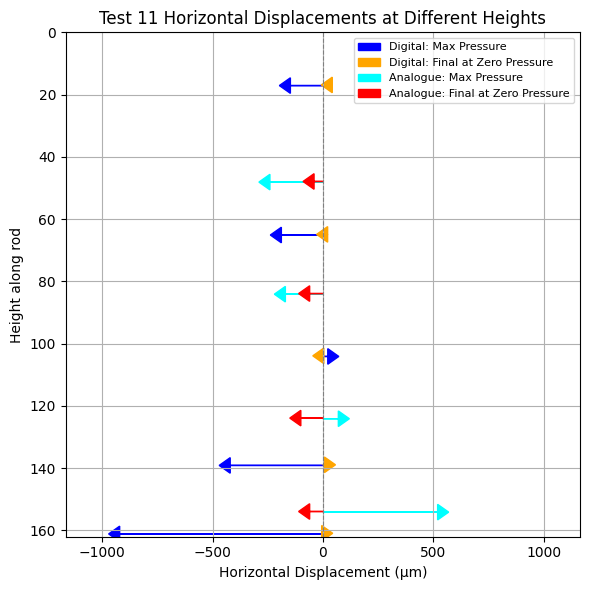 Test 11 Horizontal Displacements at Different Heights
Digital: Max Pressure
Digital: Final at Zero Pressure
Analogue: Max Pressure
Analogue: Final at Zero Pressure
Height along rod
0
20
40
60
80
100
120
140
160
−1000
−500
0
500
1000
Horizontal Displacement (μm)